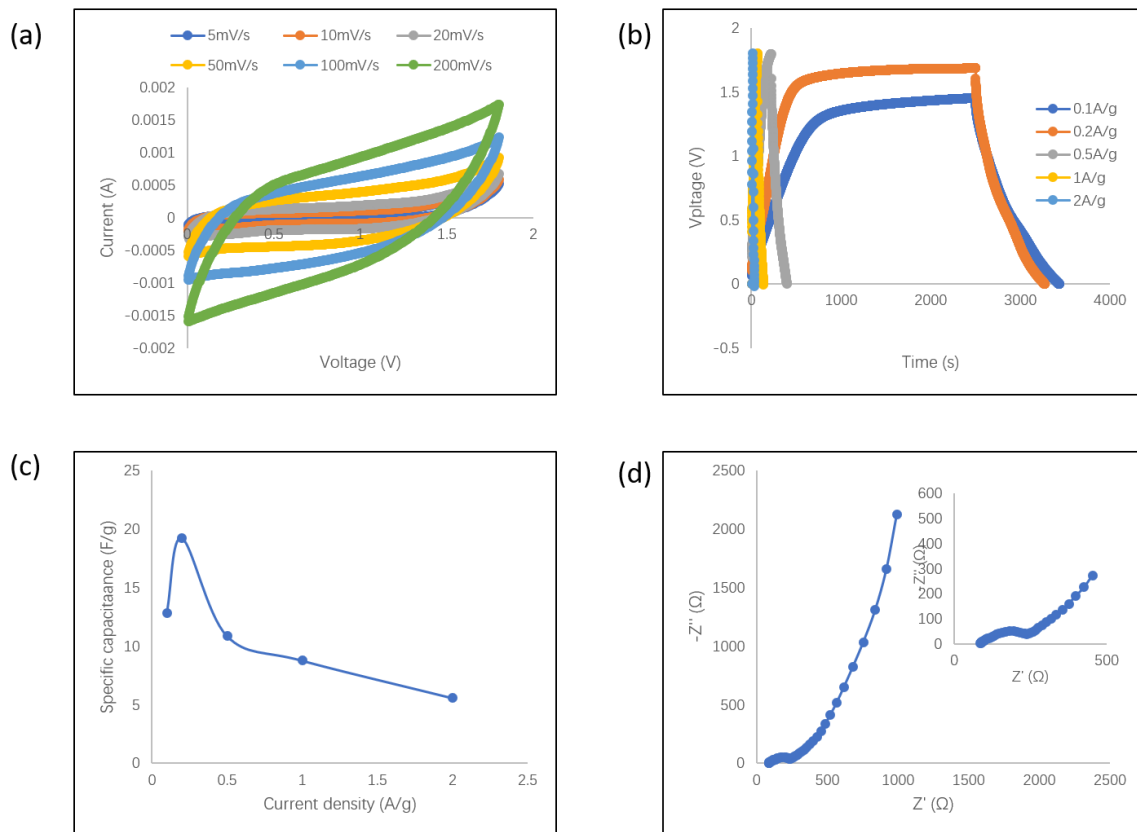 (a)
5mV/s 10mV/s 20mV/s
50mV/s 100mV/s 200mV/s
0.002
0.0015
0.001
0.0005
0
-0.0005
-0.001
-0.0015
-0.002
0 0.5 1 1.5 2
Current (A)
Voltage (V)
(b)
2
1.5
1
0.5
0
-0.5
0 1000 2000 3000 4000
Vpltage (V)
Time (s)
0.1A/g
0.2A/g
0.5A/g
1A/g
2A/g
(c)
25
20
15
10
5
0
0 0.5 1 1.5 2 2.5
Specific capacitaance (F/g)
Current density (A/g)
(d)
2500
2000
1500
1000
500
0
0 500 1000 1500 2000 2500
-Z'' (Ω)
Z' (Ω)
600
500
400
300
200
100
0
0 500
Z'' (Ω)
Z' (Ω)